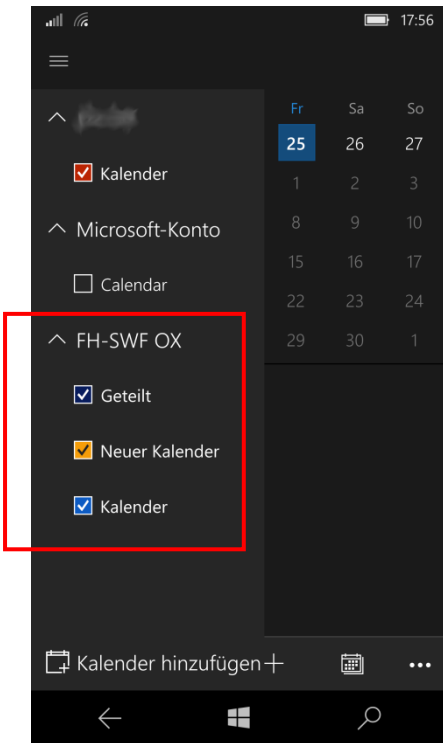 17:56
Fr Sa So
25 26 27
Kalender
1 2 3
Microsoft-Konto
8 9 10
15 16 17
Calendar
22 23 24
FH-SWF OX
29 30 1
Geteilt
Neuer Kalender
Kalender
Kalender hinzufügen